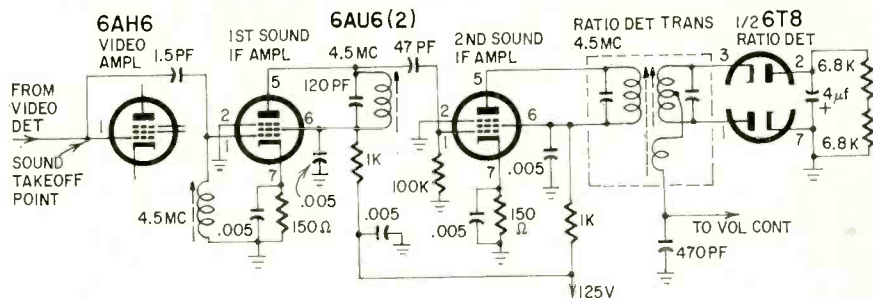 6AH6
VIDEO
AMPL
1.5PF
FROM
VIDEO
DET
SOUND
TAKEOFF
POINT
1
4.5MC
1ST SOUND
IF AMPL
5
2
1
6
7
.005
150Ω
.005
6AU6(2)
4.5MC
120PF
47 PF
1K
.005
100K
2ND SOUND
IF AMPL
5
2
1
6
7
.005
150
Ω
.005
1K
125V
RATIO DET TRANS
4.5MC
TO VOL CONT
470PF
1/2 6T8
RATIO DET
3
2
1
7
6.8K
4μf
+
6.8K